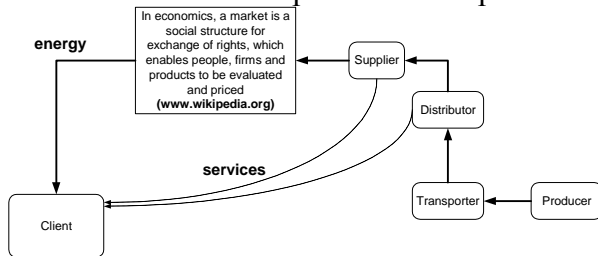 In economics, a market is a
social structure for
exchange of rights, which
enables people, firms and
products to be evaluated
and priced
(www.wikipedia.org)
energy
Supplier
Distributor
services
Client
Transporter
Producer